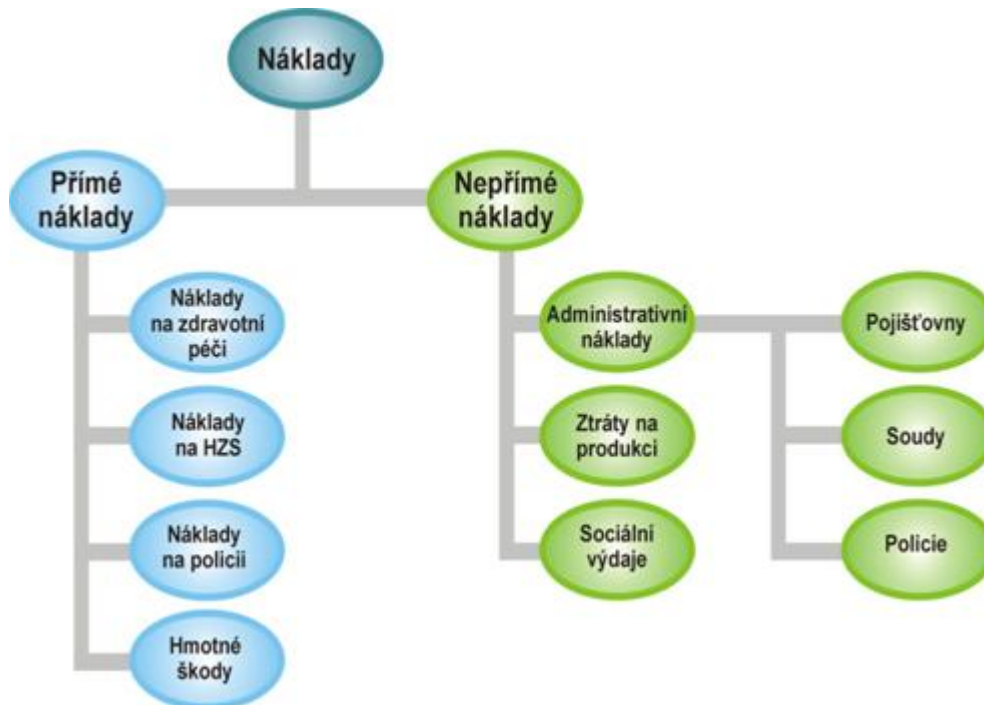 Náklady
Přímé
náklady
Nepřímé
náklady
Náklady
na zdravotní
péči
Náklady
na HZS
Náklady
na policii
Hmotné
škody
Administrativní
náklady
Ztráty na
produkci
Sociální
výdaje
Pojišťovny
Soudy
Policie